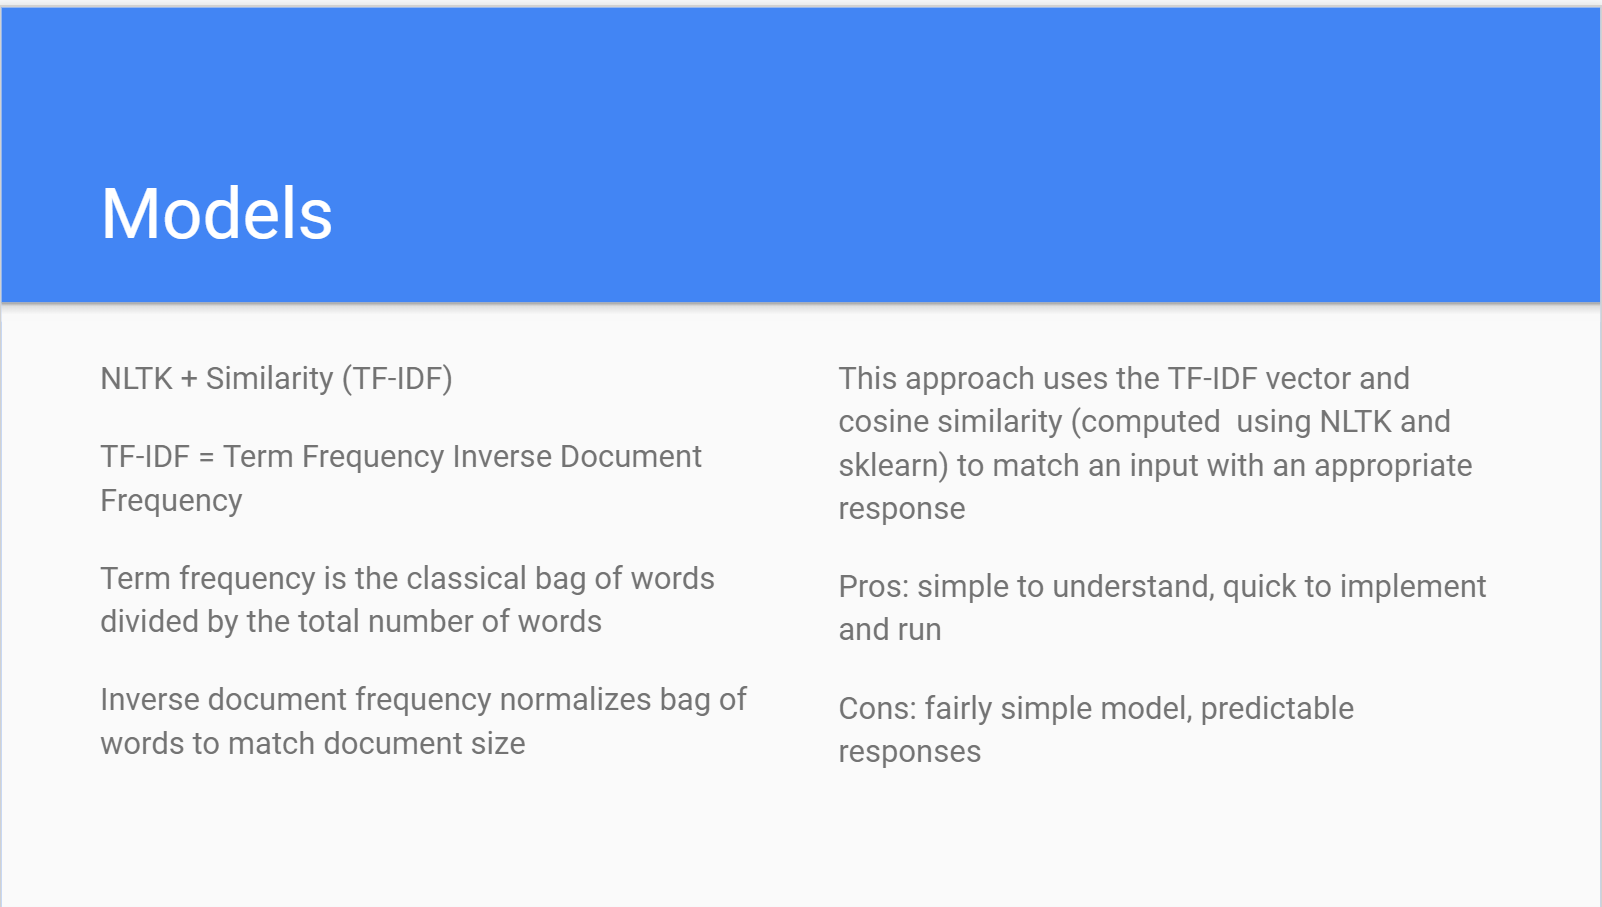 Models
NLTK + Similarity (TF-IDF)
TF-IDF = Term Frequency Inverse Document
Frequency
Term frequency is the classical bag of words
divided by the total number of words
Inverse document frequency normalizes bag of
words to match document size
This approach uses the TF-IDF vector and
cosine similarity (computed  using NLTK and
sklearn) to match an input with an appropriate
response
Pros: simple to understand, quick to implement
and run
Cons: fairly simple model, predictable
responses